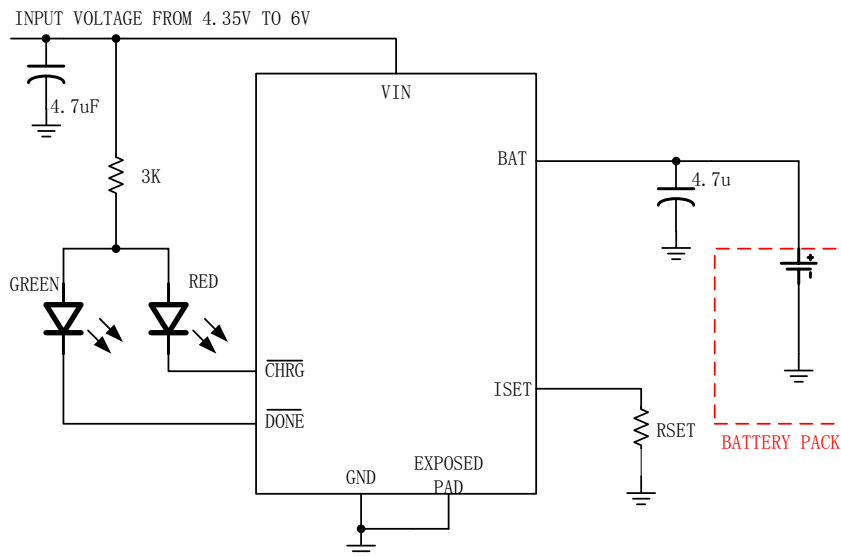 INPUT VOLTAGE FROM 4.35V TO 6V
4.7uF
VIN
3K
BAT
4.7u
GREEN
RED
CHRG
DONE
ISET
RSET
BATTERY PACK
GND
EXPOSED
PAD